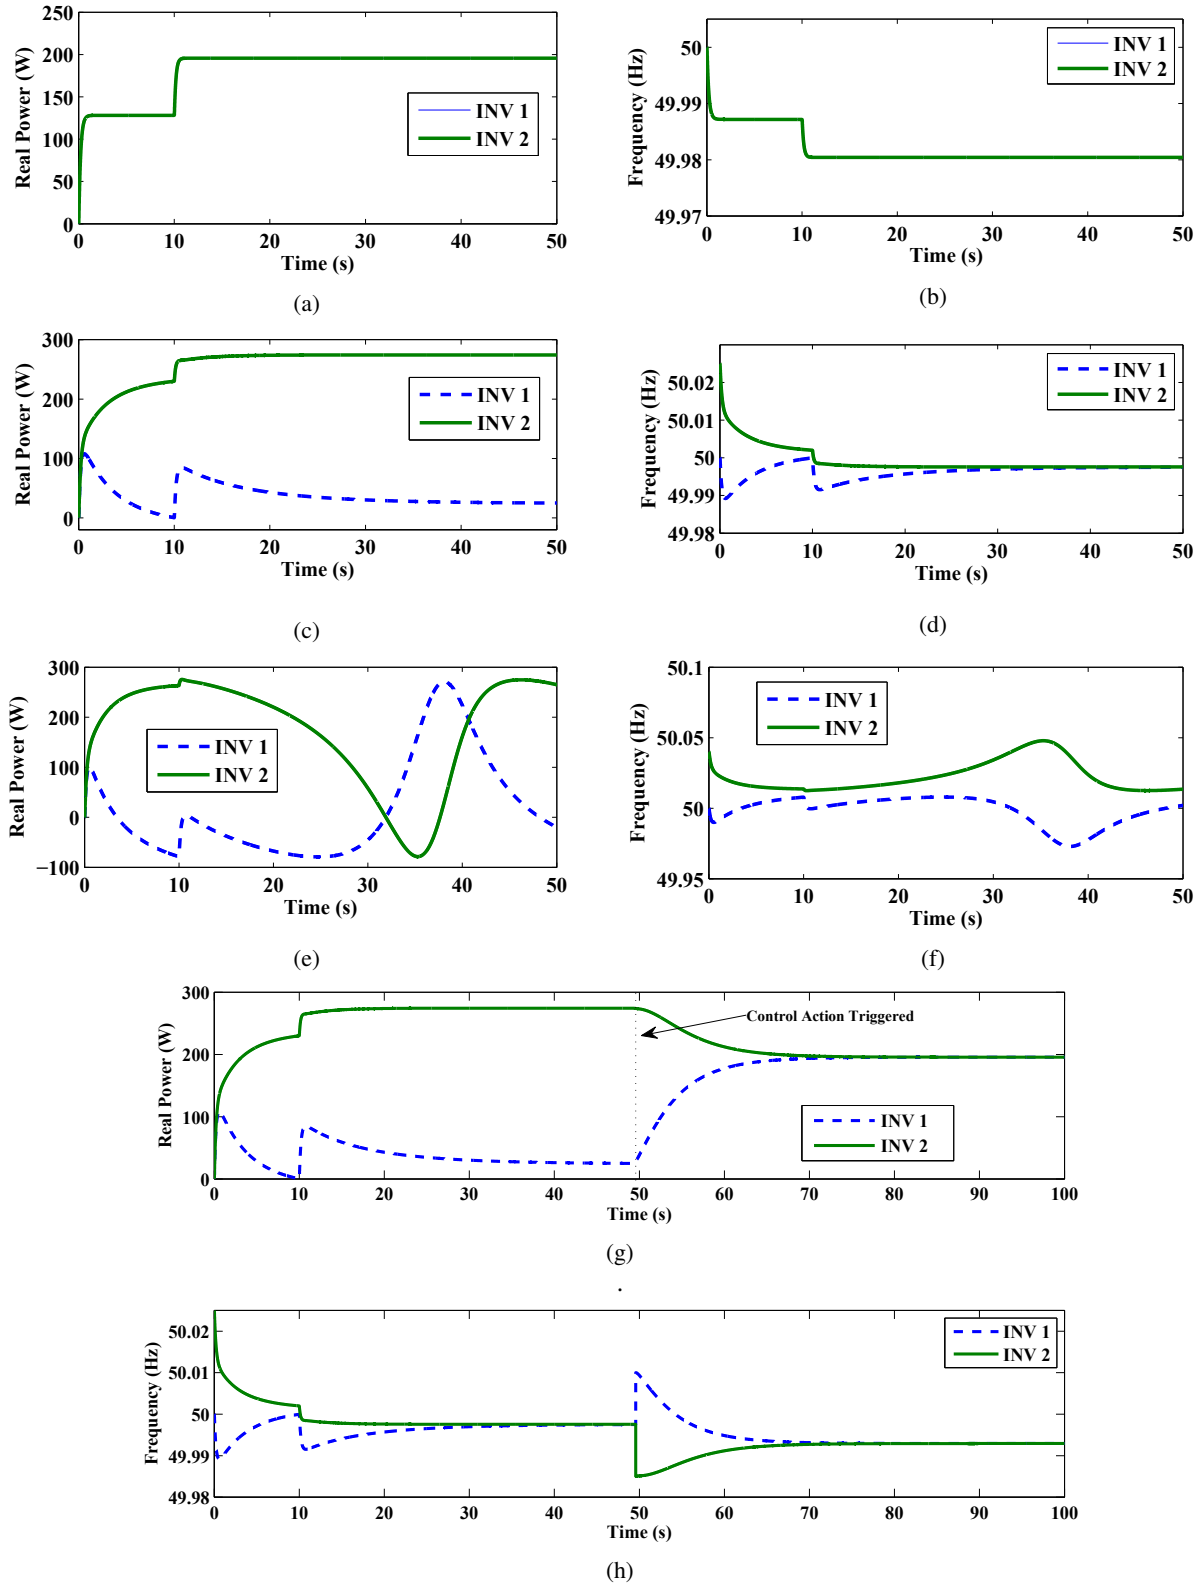 250
200
150
100
50
0
Real Power (W)
INV 1
INV 2
0 10 20 30 40 50
Time (s)
(a)
50
49.99
49.98
49.97
Frequency (Hz)
INV 1
INV 2
0 10 20 30 40 50
Time (s)
(b)
300
200
100
0
Real Power (W)
INV 1
INV 2
0 10 20 30 40 50
Time (s)
(c)
50.02
50.01
50
49.99
49.98
Frequency (Hz)
INV 1
INV 2
0 10 20 30 40 50
Time (s)
(d)
300
200
100
0
−100
Real Power (W)
INV 1
INV 2
0 10 20 30 40 50
Time (s)
(e)
50.1
50.05
50
49.95
Frequency (Hz)
INV 1
INV 2
0 10 20 30 40 50
Time (s)
(f)
300
200
100
0
Real Power (W)
Control Action Triggered
INV 1
INV 2
0 10 20 30 40 50 60 70 80 90 100
Time (s)
(g)
.
50.02
50.01
50
49.99
49.98
Frequency (Hz)
INV 1
INV 2
0 10 20 30 40 50 60 70 80 90 100
Time (s)
(h)